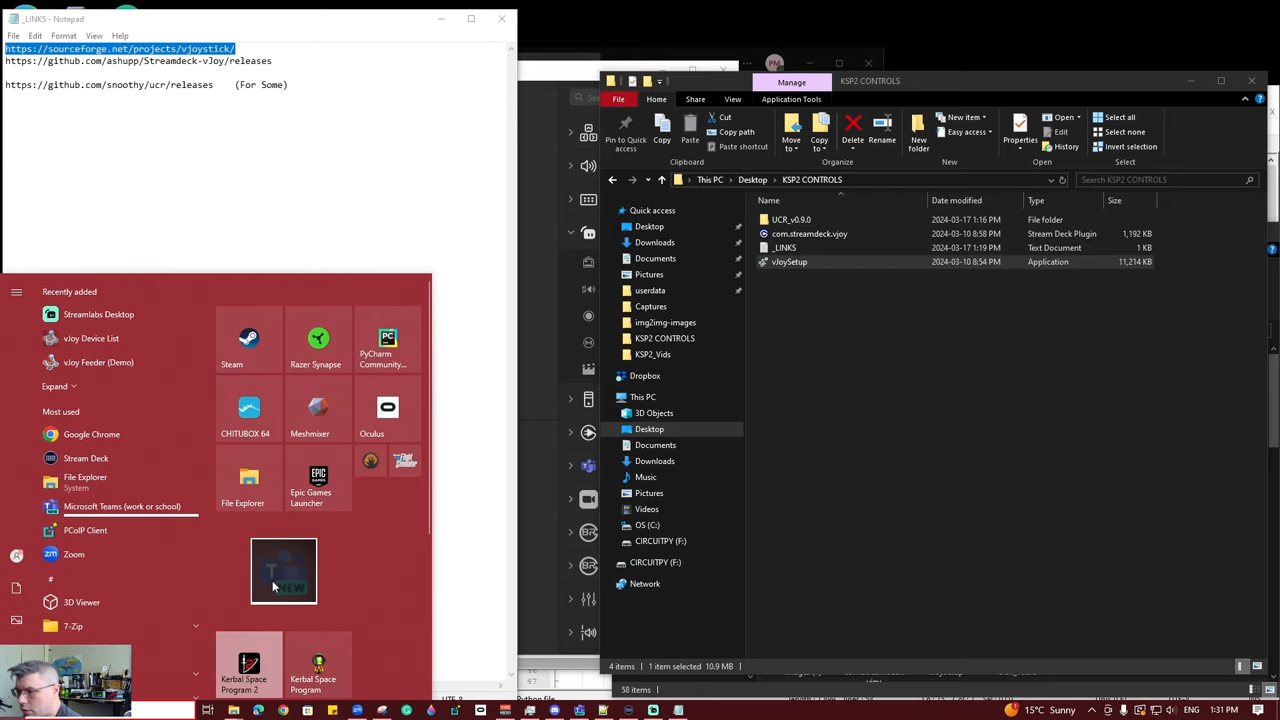 _LINKS - Notepad
File Edit Format View Help
https://sourceforge.net/projects/vjoystick/
https://github.com/ashupp/Streamdeck-vJoy/releases
https://github.com/snoothy/ucr/releases (For Some)
PM
Manage
KSP2 CONTROLS
File Home Share View Application Tools
Pin to Quick access
Copy
Paste
Cut
Copy path
Paste shortcut
Clipboard
Move to
Copy to
Delete
Rename
Organize
New folder
New item
Easy access
New
Properties
Open
Edit
History
Open
Select all
Select none
Invert selection
Select
This PC > Desktop > KSP2 CONTROLS
Search KSP2 CONTROLS
Name Date modified Type Size
UCR_v0.9.0 2024-03-17 1:16 PM File folder
com.streamdeck.vjoy 2024-03-10 8:58 PM Stream Deck Plugin 1,192 KB
_LINKS 2024-03-17 1:19 PM Text Document 1 KB
vJoySetup 2024-03-10 8:54 PM Application 11,214 KB
Quick access
Desktop
Downloads
Documents
Pictures
userdata
Captures
img2img-images
KSP2 CONTROLS
KSP2_Vids
Dropbox
This PC
3D Objects
Desktop
Documents
Downloads
Music
Pictures
Videos
OS (C:)
CIRCUITPY (F:)
CIRCUITPY (F:)
Network
4 items 1 item selected 10.9 MB
58 items
Recently added
Streamlabs Desktop
vJoy Device List
vJoy Feeder (Demo)
Expand
Most used
Google Chrome
Stream Deck
File Explorer
System
Microsoft Teams (work or school)
PCoIP Client
Zoom
#
3D Viewer
7-Zip
Steam
Razer Synapse
PyCharm Community...
CHITUBOX 64
Meshmixer
Oculus
File Explorer
Epic Games Launcher
NEW
Kerbal Space Program 2
Kerbal Space Program
15°C Sunny
1:31 PM